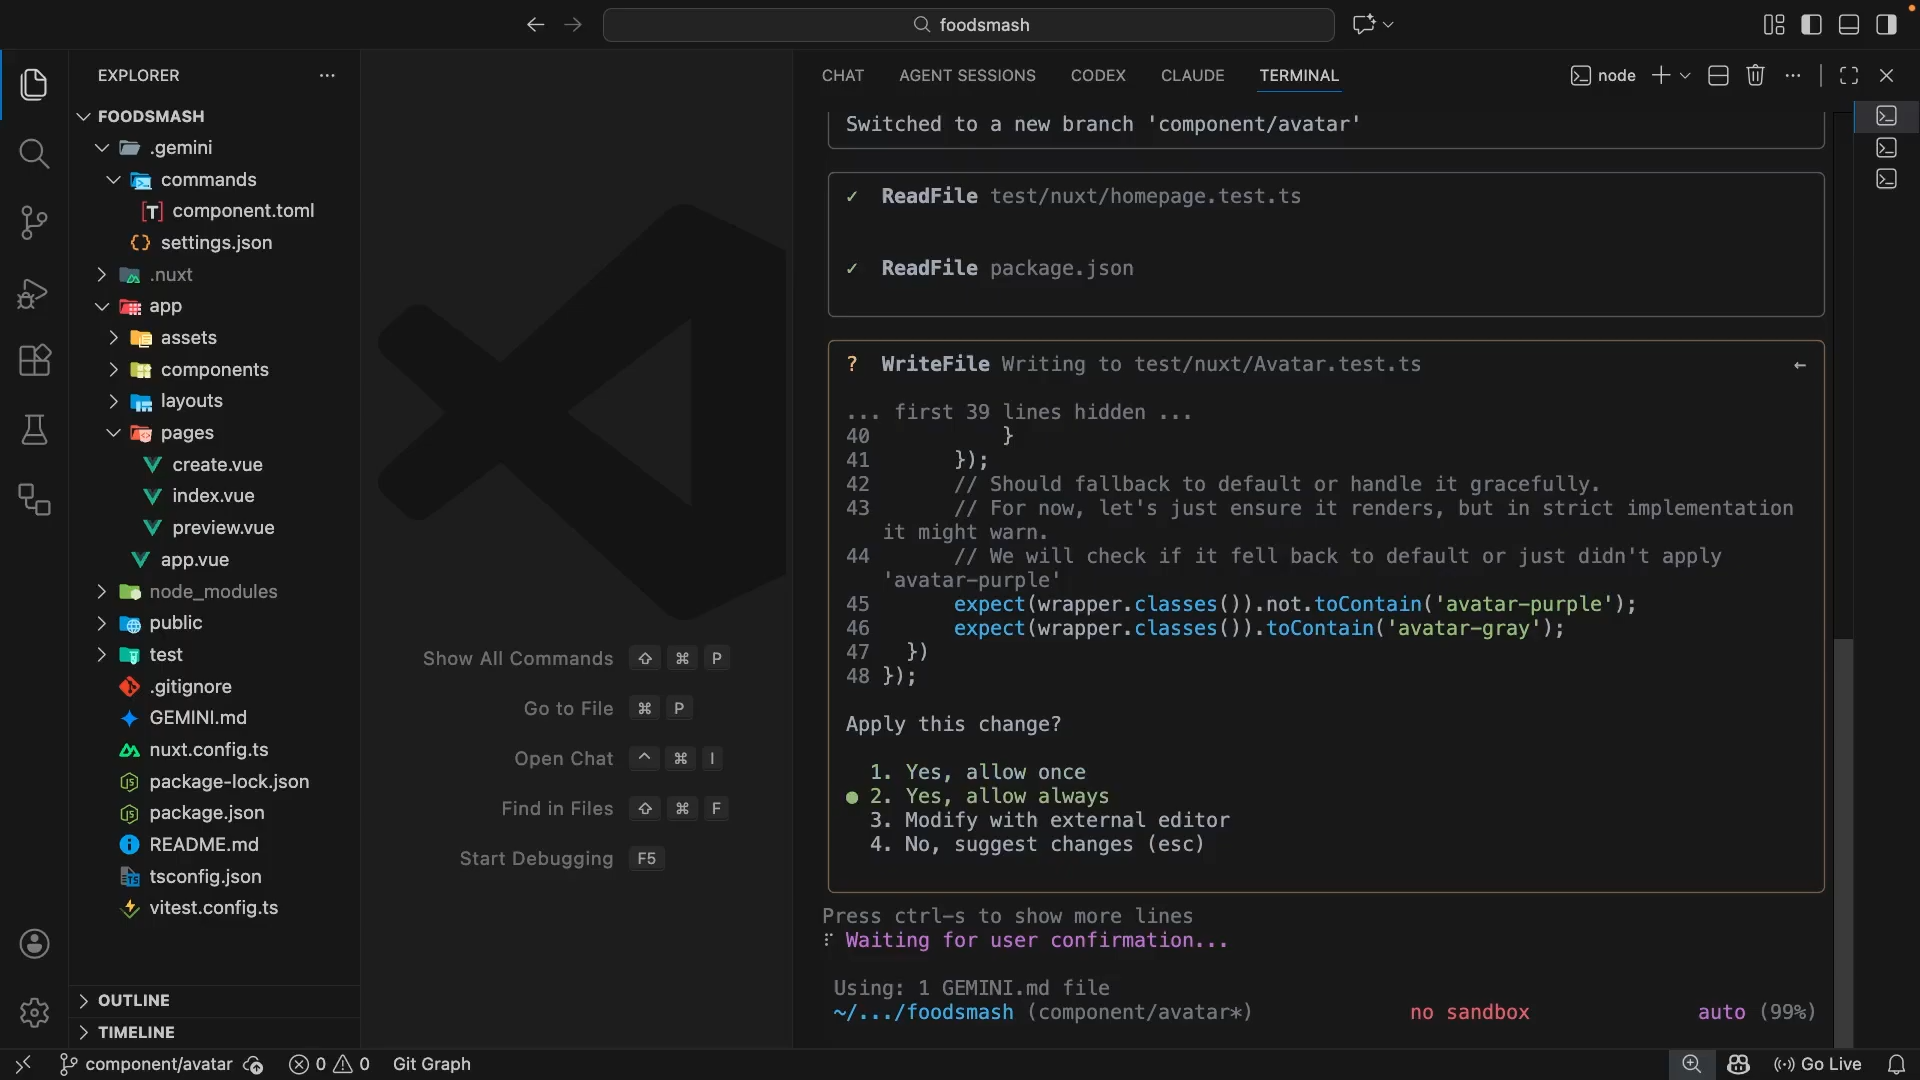 foodsmash
EXPLORER
FOODSMASH
.gemini
commands
component.toml
settings.json
.nuxt
app
assets
components
layouts
pages
create.vue
index.vue
preview.vue
app.vue
node_modules
public
test
.gitignore
GEMINI.md
nuxt.config.ts
package-lock.json
package.json
README.md
tsconfig.json
vitest.config.ts
OUTLINE
TIMELINE
Show All Commands ⇧ ⌘ P
Go to File ⌘ P
Open Chat ^ ⌘ I
Find in Files ⇧ ⌘ F
Start Debugging F5
CHAT AGENT SESSIONS CODEX CLAUDE TERMINAL node
Switched to a new branch 'component/avatar'
✓ ReadFile test/nuxt/homepage.test.ts
✓ ReadFile package.json
? WriteFile Writing to test/nuxt/Avatar.test.ts ←
... first 39 lines hidden ...
40 }
41 });
42 // Should fallback to default or handle it gracefully.
43 // For now, let's just ensure it renders, but in strict implementation
it might warn.
44 // We will check if it fell back to default or just didn't apply
'avatar-purple'
45 expect(wrapper.classes()).not.toContain('avatar-purple');
46 expect(wrapper.classes()).toContain('avatar-gray');
47 })
48 });
Apply this change?
1. Yes, allow once
● 2. Yes, allow always
3. Modify with external editor
4. No, suggest changes (esc)
Press ctrl-s to show more lines
⠏ Waiting for user confirmation...
Using: 1 GEMINI.md file
~/.../foodsmash (component/avatar*) no sandbox auto (99%)
component/avatar 0 0 Git Graph Go Live